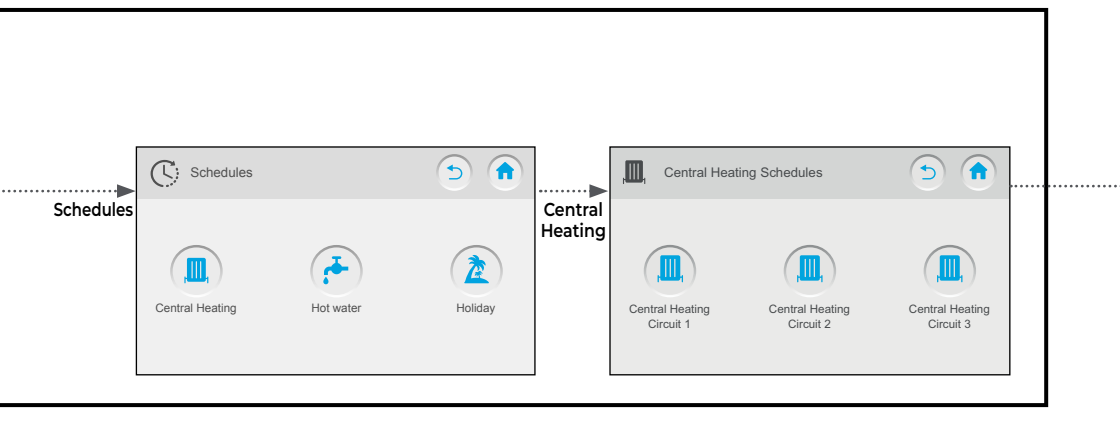 Schedules
Schedules
Central Heating
Hot water
Holiday
Central
Heating
Central Heating Schedules
Central Heating
Circuit 1
Central Heating
Circuit 2
Central Heating
Circuit 3